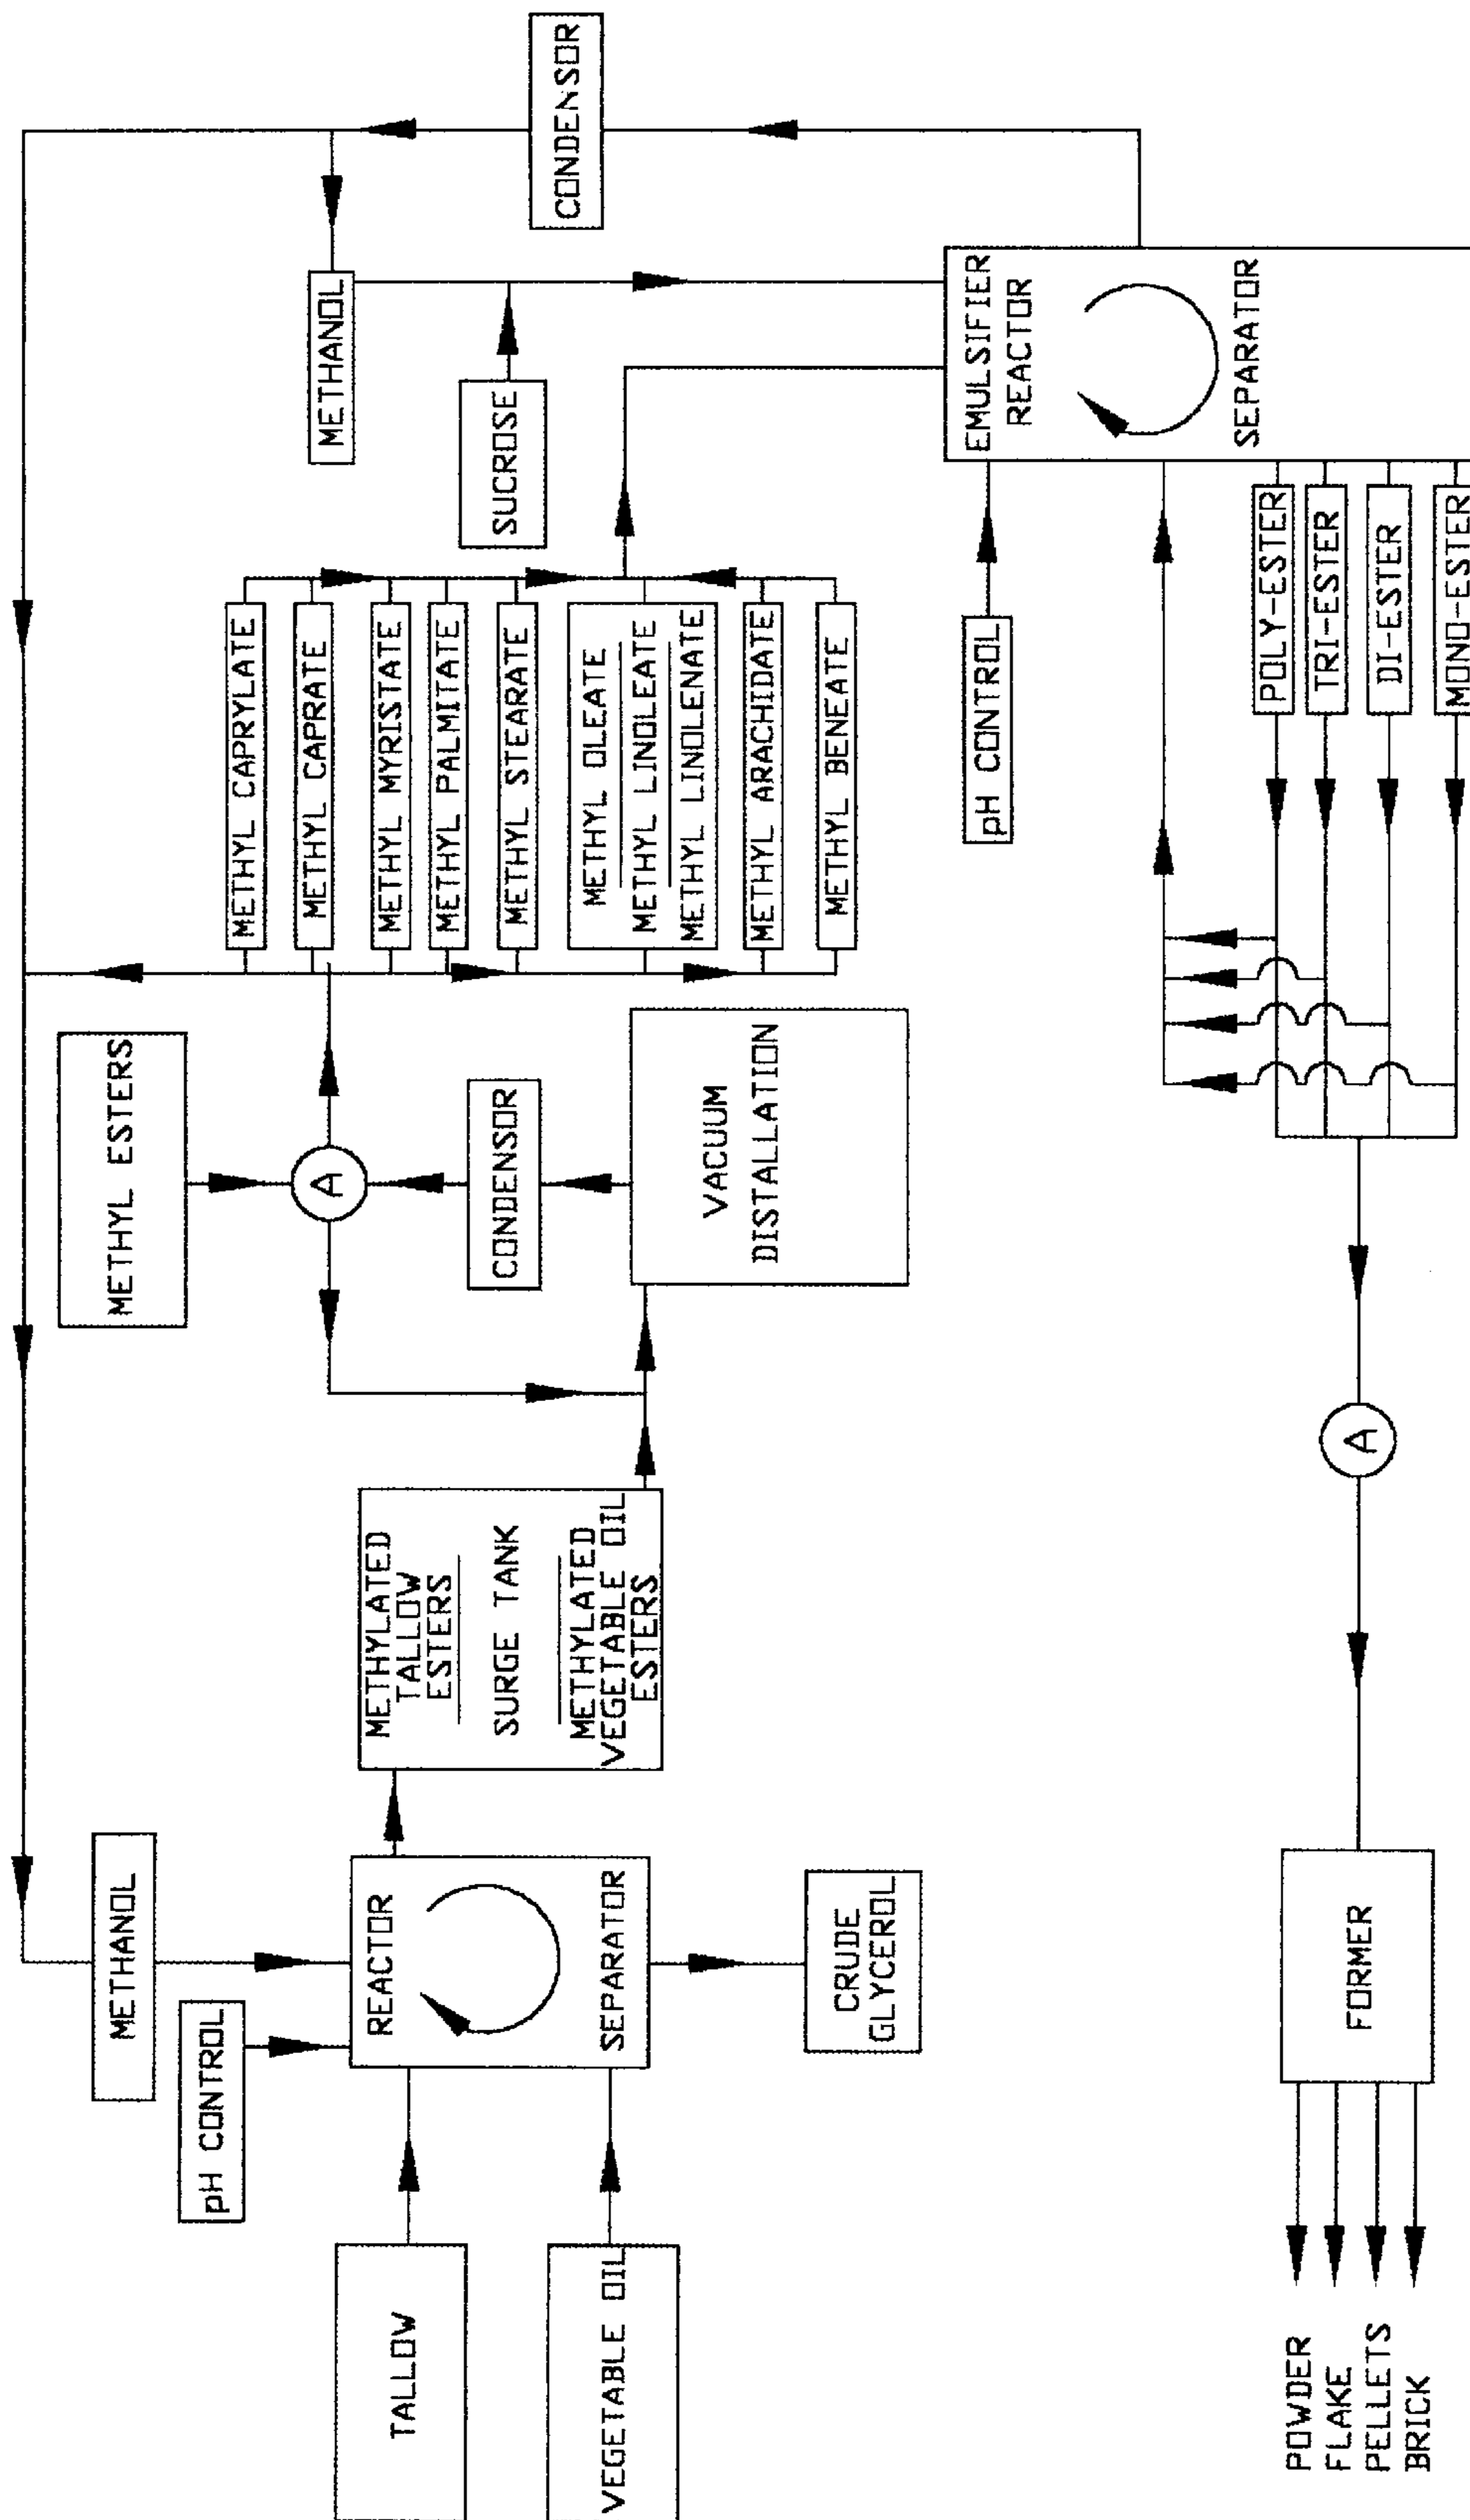 TALLOW
VEGETABLE OIL
pH CONTROL
METHANOL
REACTOR
SEPARATOR
CRUDE
GLYCEROL
METHYLATED
TALLOW
ESTERS
SURGE TANK
METHYLATED
VEGETABLE OIL
ESTERS
METHYL ESTERS
A
CONDENSOR
VACUUM
DISTALLATION
METHYL CAPRYLATE
METHYL CAPRATE
METHYL MYRISTATE
METHYL PALMITATE
METHYL STEARATE
METHYL OLEATE
METHYL LINOLEATE
METHYL LINOLENATE
METHYL ARACHIDATE
METHYL BENEATE
METHANOL
SUCROSE
CONDENSOR
pH CONTROL
EMULSIFIER
REACTOR
SEPARATOR
POLY-ESTER
TRI-ESTER
DI-ESTER
MONO-ESTER
A
FORMER
POWDER
FLAKE
PELLETS
BRICK